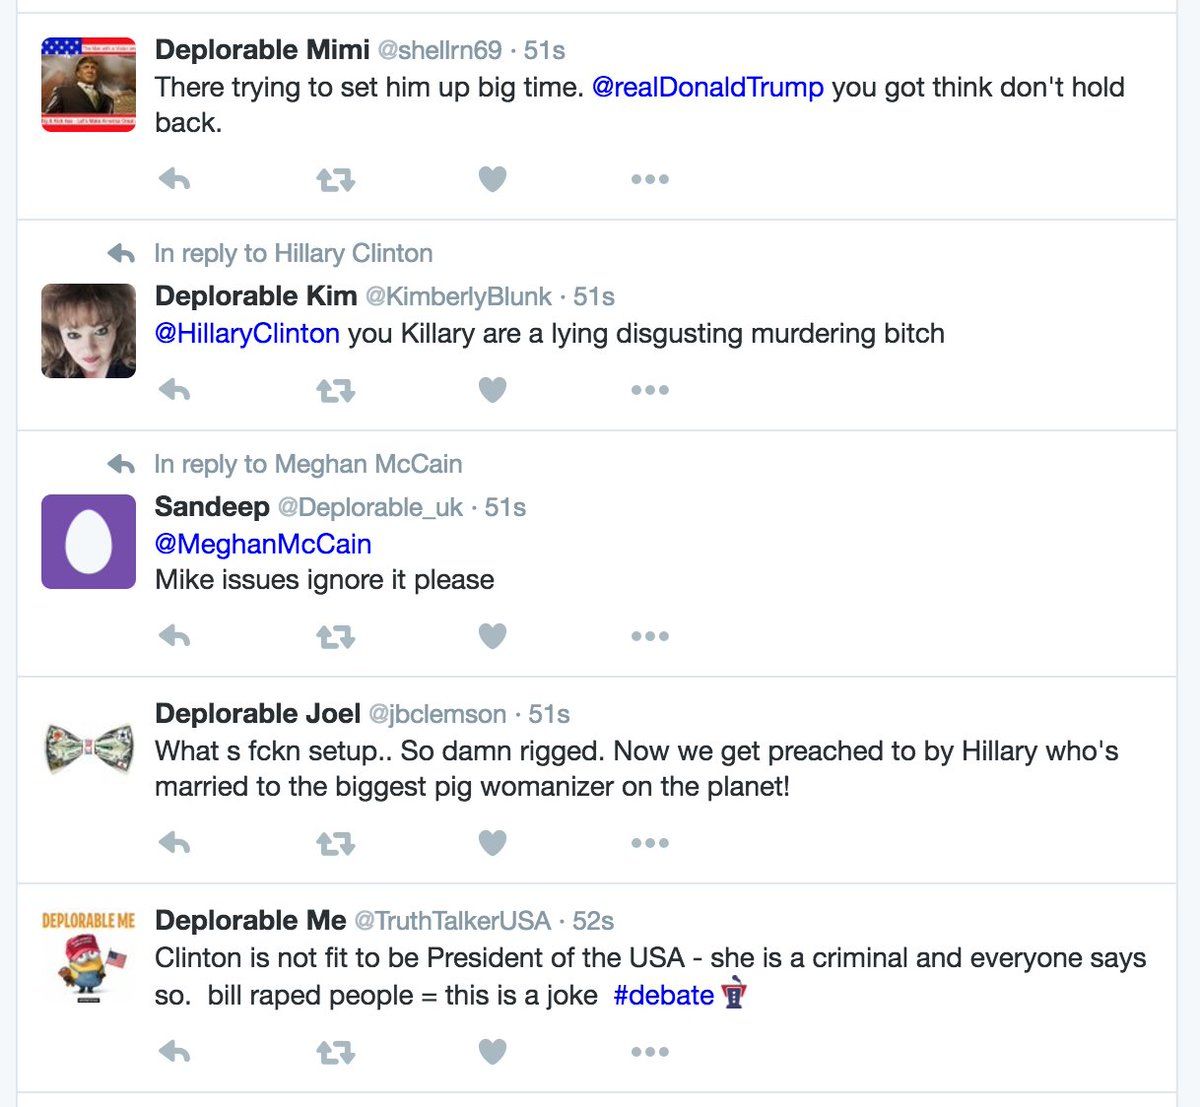 Deplorable Mimi @shellrn69 · 51s
There trying to set him up big time. @realDonaldTrump you got think don't hold
back.
In reply to Hillary Clinton
Deplorable Kim @KimberlyBlunk · 51s
@HillaryClinton you Killary are a lying disgusting murdering bitch
In reply to Meghan McCain
Sandeep @Deplorable_uk · 51s
@MeghanMcCain
Mike issues ignore it please
Deplorable Joel @jbclemson · 51s
What s fckn setup.. So damn rigged. Now we get preached to by Hillary who's
married to the biggest pig womanizer on the planet!
DEPLORABLE ME
Deplorable Me @TruthTalkerUSA · 52s
Clinton is not fit to be President of the USA - she is a criminal and everyone says
so. bill raped people = this is a joke #debate